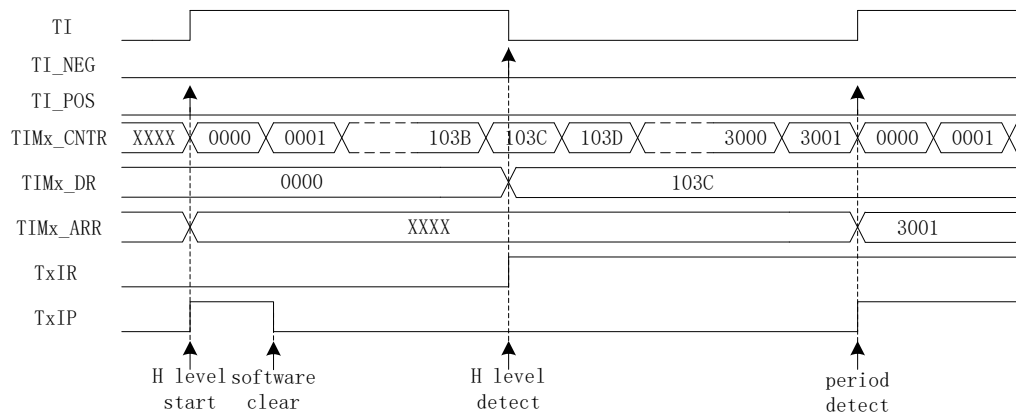 TI
TI_NEG
TI_POS
TIMx_CNTR XXXX 0000 0001 103B 103C 103D 3000 3001 0000 0001
TIMx_DR 0000 103C
TIMx_ARR XXXX 3001
TxIR
TxIP
H level software H level period
start clear detect detect